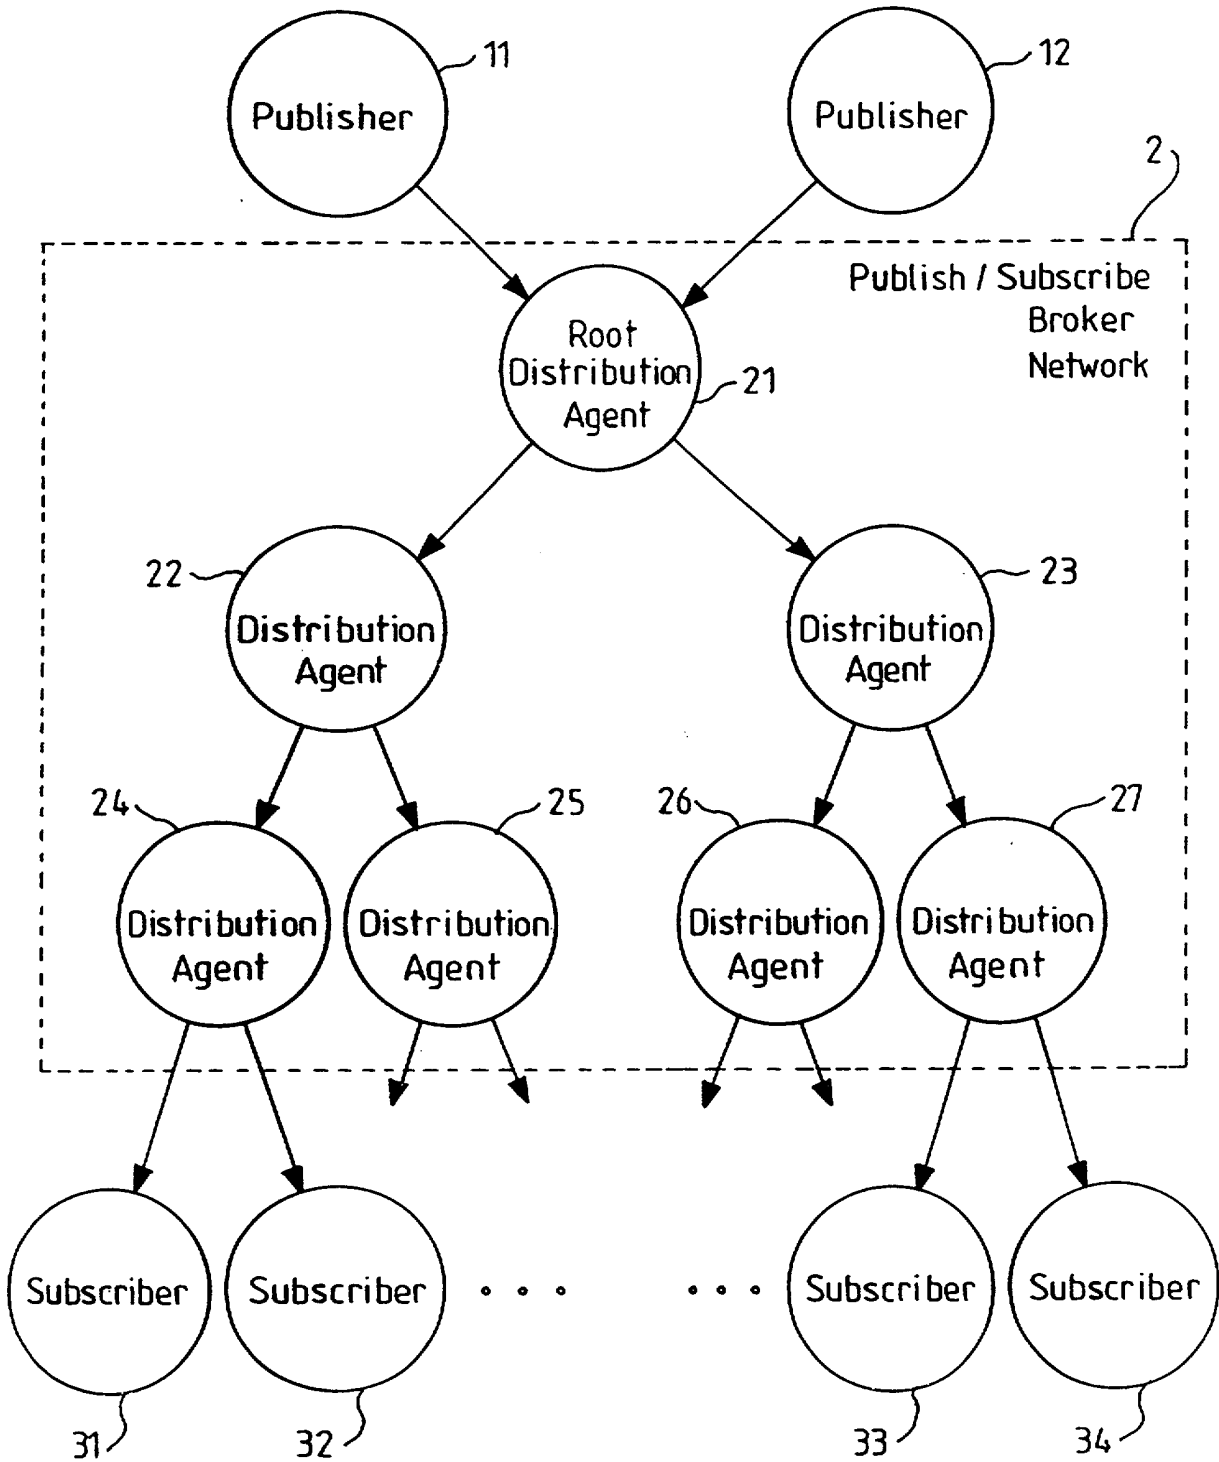 11
12
Publisher
Publisher
2
Publish / Subscribe
Broker
Network
Root
Distribution
Agent
21
22
23
Distribution
Agent
Distribution
Agent
24
25
26
27
Distribution
Agent
Distribution
Agent
Distribution
Agent
Distribution
Agent
Subscriber
Subscriber
Subscriber
Subscriber
31
32
33
34